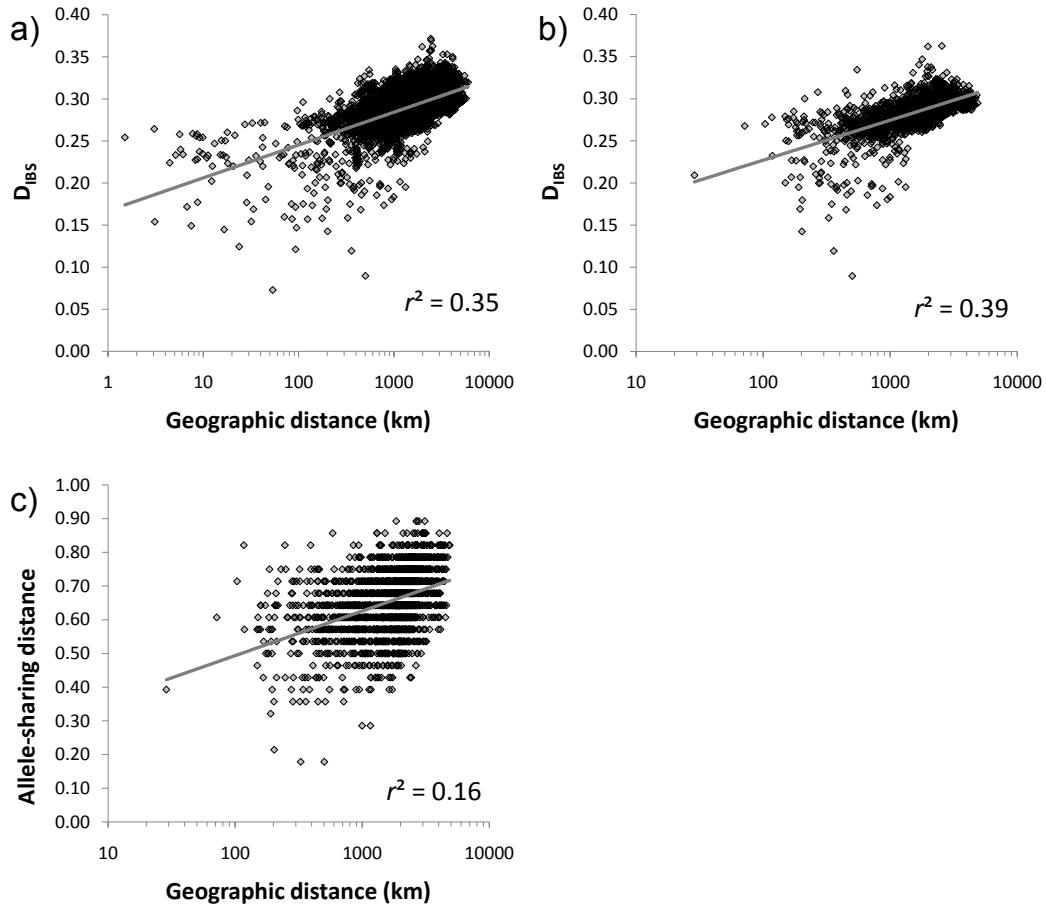 a)
0.40
0.35
0.30
0.25
0.20
0.15
0.10
0.05
0.00
D_IBS
r² = 0.35
1 10 100 1000 10000
Geographic distance (km)
b)
0.40
0.35
0.30
0.25
0.20
0.15
0.10
0.05
0.00
D_IBS
r² = 0.39
10 100 1000 10000
Geographic distance (km)
c)
1.00
0.90
0.80
0.70
0.60
0.50
0.40
0.30
0.20
0.10
0.00
Allele-sharing distance
r² = 0.16
10 100 1000 10000
Geographic distance (km)